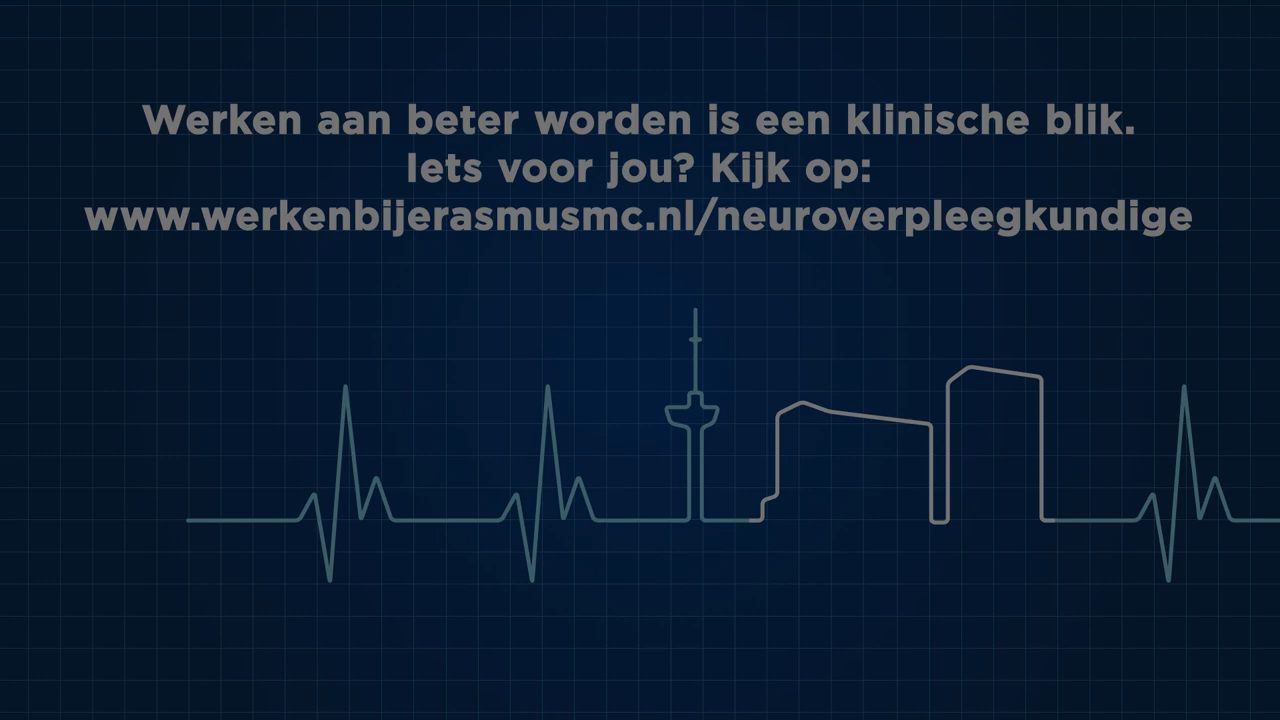 Werken aan beter worden is een klinische blik.
Iets voor jou? Kijk op:
www.werkenbijerasmusmc.nl/neuroverpleegkundige